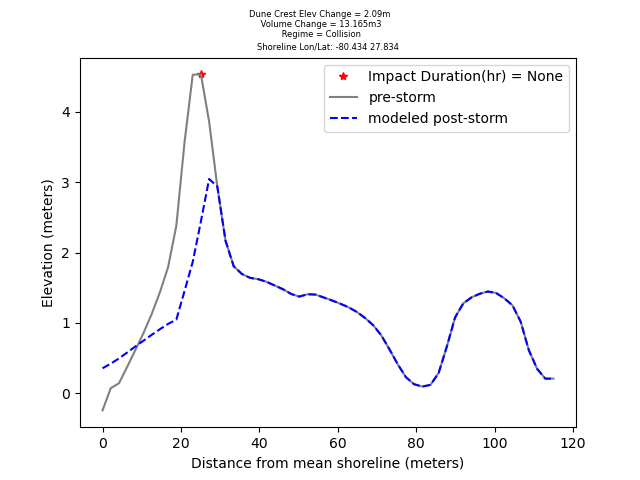 Dune Crest Elev Change = 2.09m
Volume Change = 13.165m3
Regime = Collision
Shoreline Lon/Lat: -80.434 27.834
Impact Duration(hr) = None
pre-storm
modeled post-storm
Elevation (meters)
4
3
2
1
0
0 20 40 60 80 100 120
Distance from mean shoreline (meters)